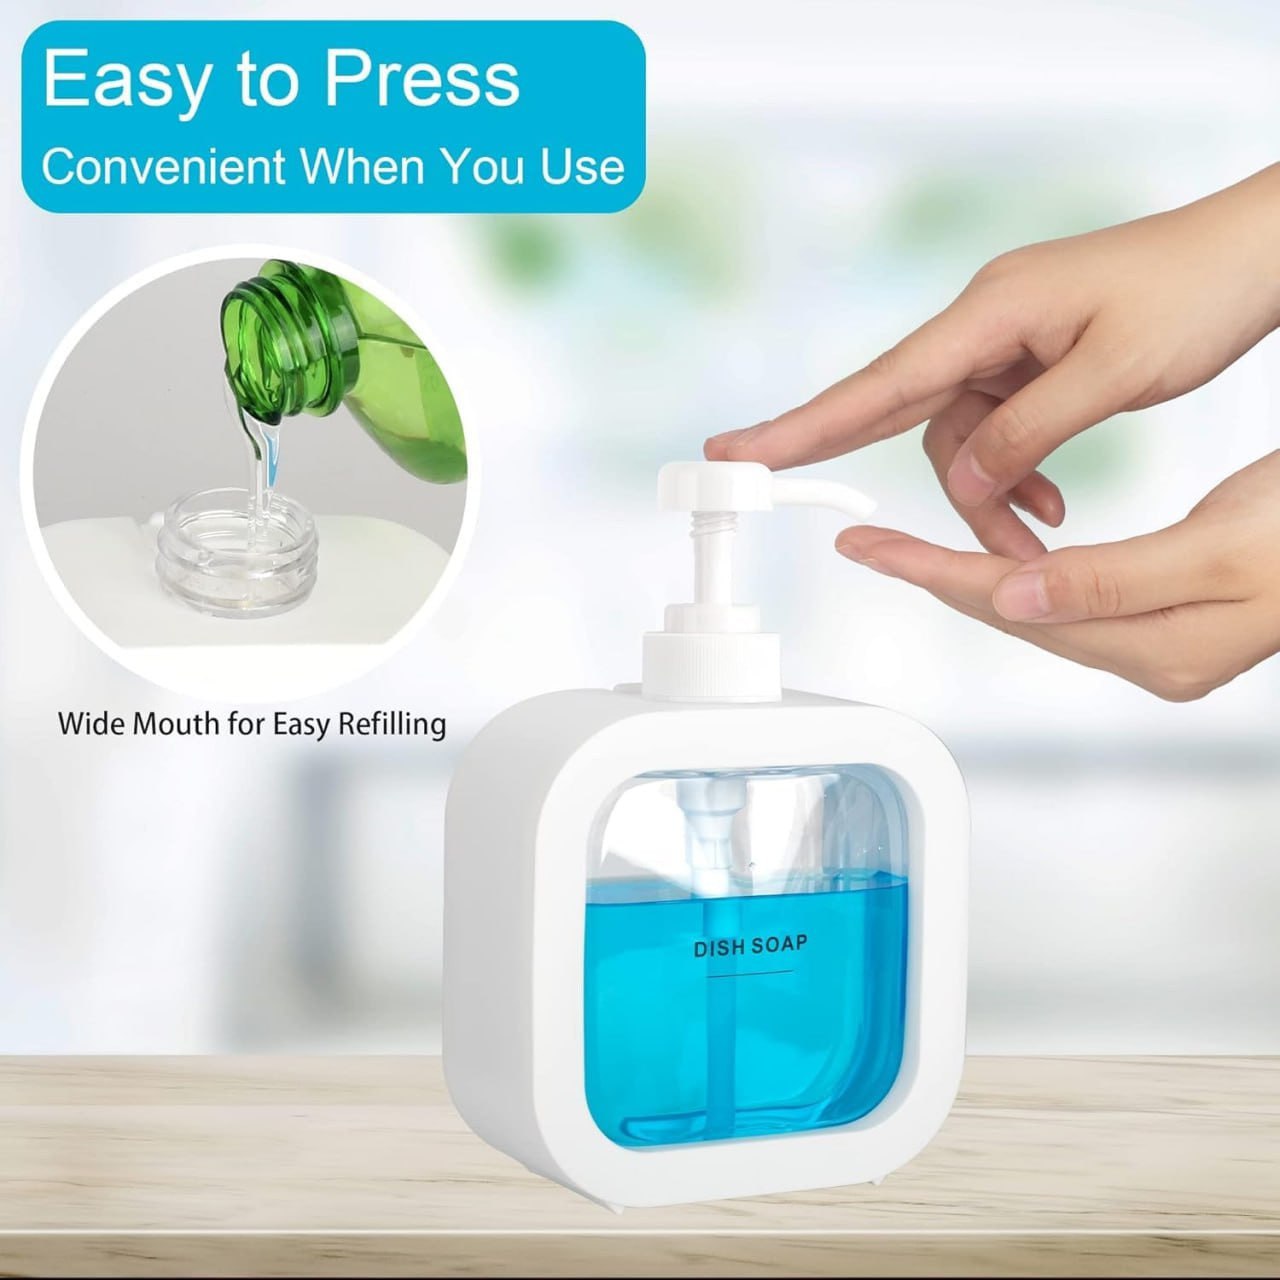 Easy to Press
Convenient When You Use
Wide Mouth for Easy Refilling
DISH SOAP